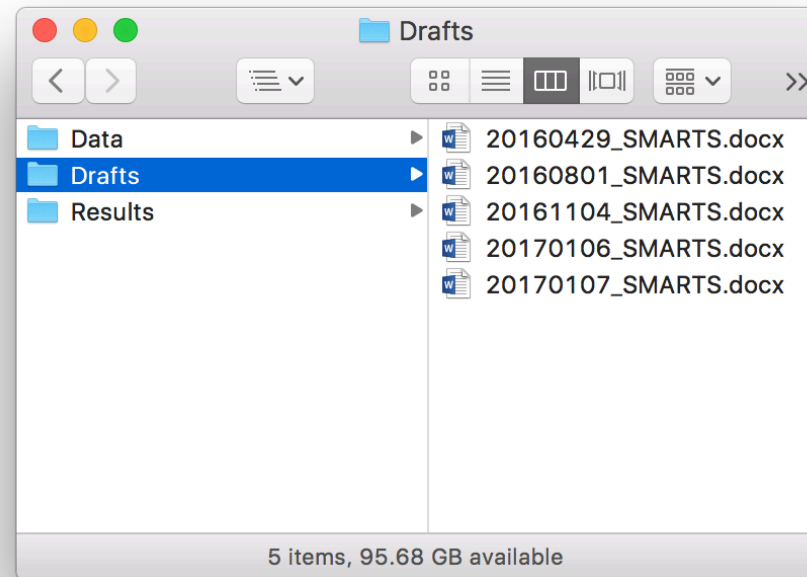 Drafts
Data
Drafts
Results
20160429_SMARTS.docx
20160801_SMARTS.docx
20161104_SMARTS.docx
20170106_SMARTS.docx
20170107_SMARTS.docx
5 items, 95.68 GB available